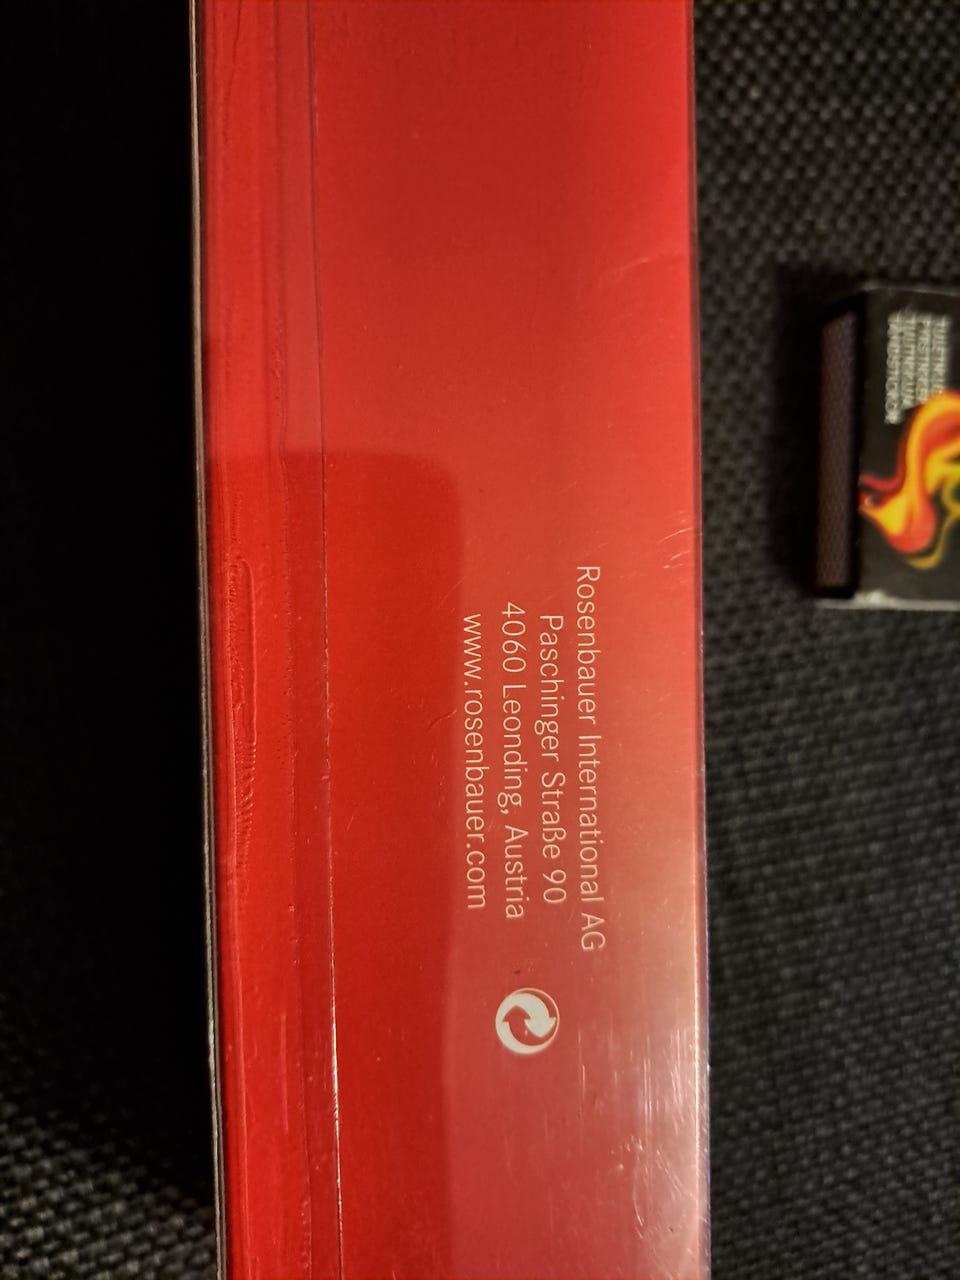 Rosenbauer International AG
Paschinger Straße 90
4060 Leonding, Austria
www.rosenbauer.com